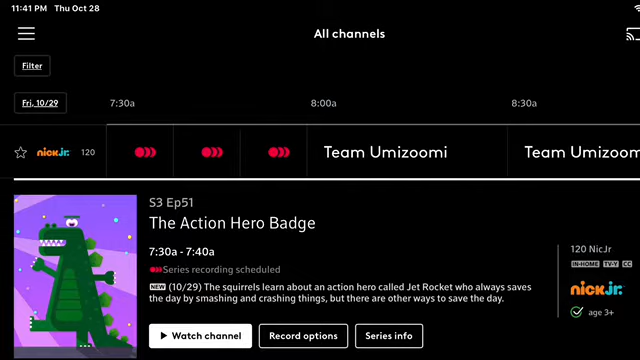 11:41 PM Thu Oct 28
All channels
Filter
Fri, 10/29
7:30a 8:00a 8:30a
nick jr. 120 Team Umizoomi Team Umizoom
S3 Ep51
The Action Hero Badge
7:30a - 7:40a
Series recording scheduled
NEW (10/29) The squirrels learn about an action hero called Jet Rocket who always saves
the day by smashing and crashing things, but there are other ways to save the day.
Watch channel Record options Series info
120 NicJr
IN-HOME TV-Y CC
nick jr.
age 3+